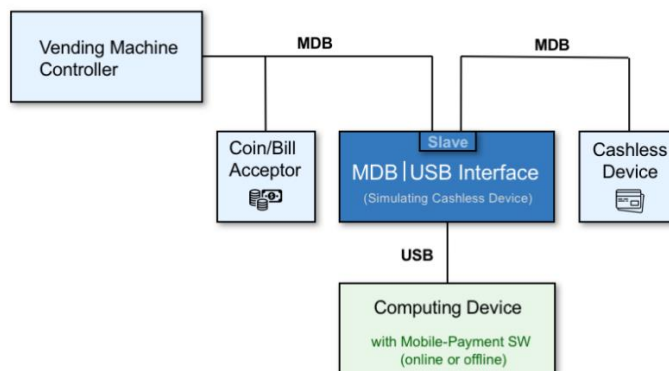 Vending Machine
Controller
MDB
MDB
Coin/Bill
Acceptor
Slave
MDB|USB Interface
(Simulating Cashless Device)
Cashless
Device
USB
Computing Device
with Mobile-Payment SW
(online or offline)